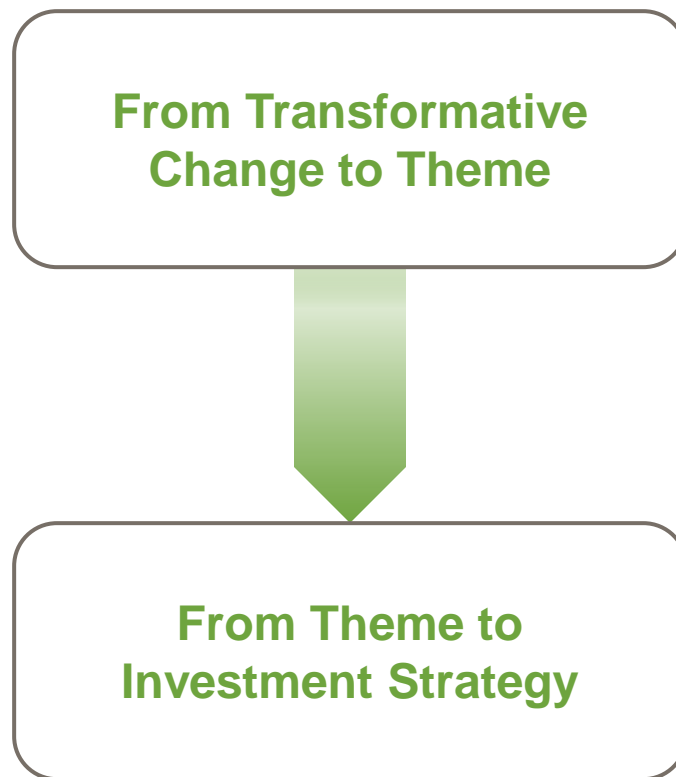 From Transformative
Change to Theme
From Theme to
Investment Strategy